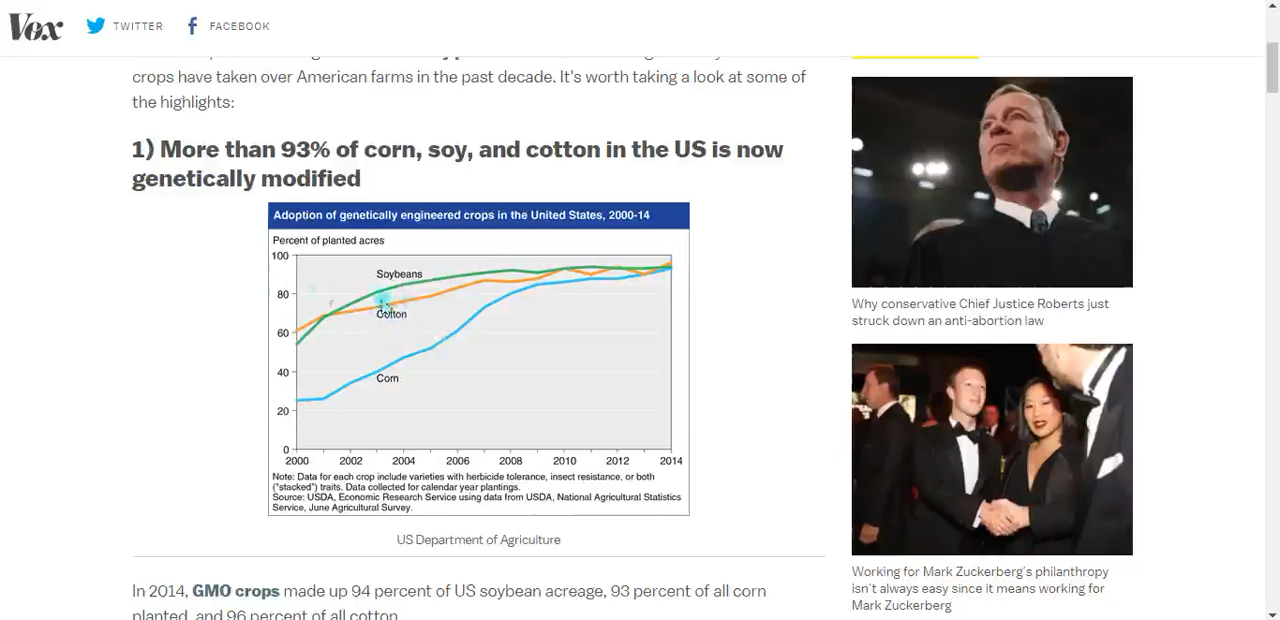 Vox TWITTER FACEBOOK
crops have taken over American farms in the past decade. It's worth taking a look at some of
the highlights:
1) More than 93% of corn, soy, and cotton in the US is now
genetically modified
Adoption of genetically engineered crops in the United States, 2000-14
Percent of planted acres
100
80
60
40
20
0
Soybeans
Cotton
Corn
2000 2002 2004 2006 2008 2010 2012 2014
Note: Data for each crop include varieties with herbicide tolerance, insect resistance, or both
("stacked") traits. Data collected for calendar year plantings.
Source: USDA, Economic Research Service using data from USDA, National Agricultural Statistics
Service, June Agricultural Survey.
US Department of Agriculture
In 2014, GMO crops made up 94 percent of US soybean acreage, 93 percent of all corn
planted, and 96 percent of all cotton.
Why conservative Chief Justice Roberts just
struck down an anti-abortion law
Working for Mark Zuckerberg's philanthropy
isn't always easy since it means working for
Mark Zuckerberg